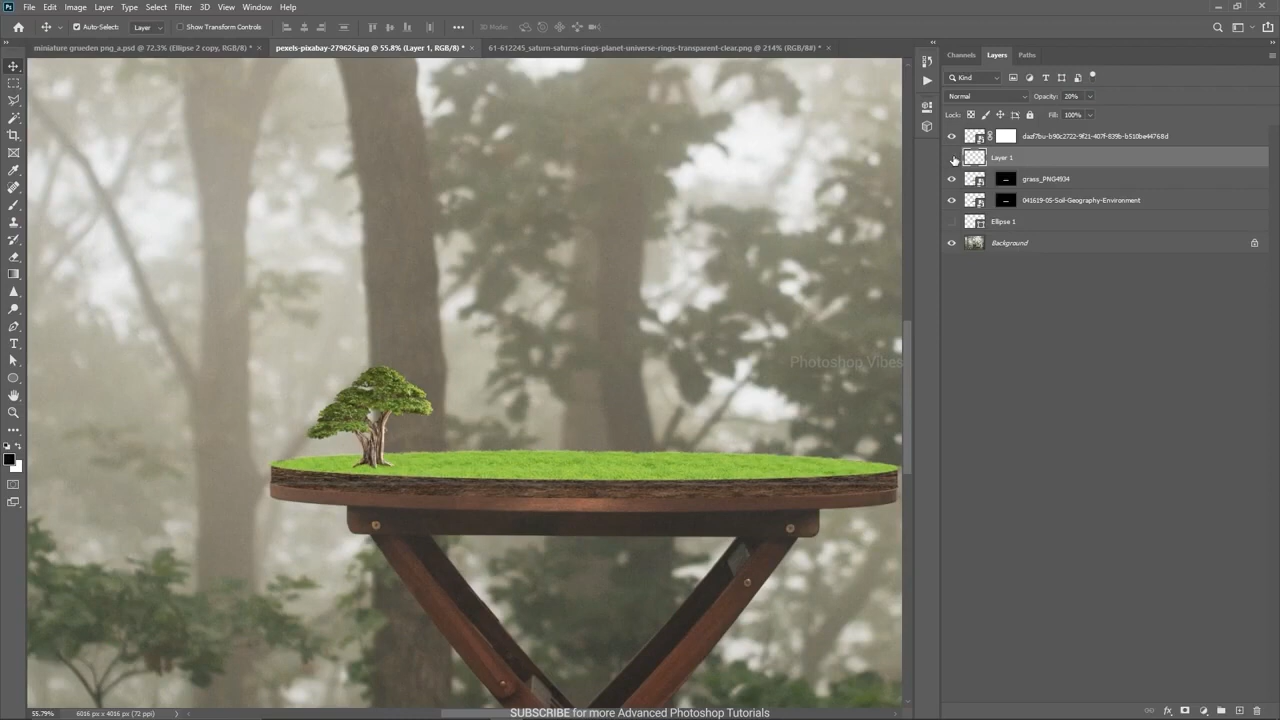 Ps File Edit Image Layer Type Select Filter 3D View Window Help
Auto-Select: Layer Show Transform Controls 3D Mode:
miniature grueden png_a.psd @ 72.3% (Ellipse 2 copy, RGB/8) * × pexels-pixabay-279626.jpg @ 55.8% (Layer 1, RGB/8) * × 61-612245_saturn-saturns-rings-planet-universe-rings-transparent-clear.png @ 214% (RGB/8#) * ×
Channels Layers Paths
Kind
Normal Opacity: 20%
Lock: Fill: 100%
Layer 1
grass_PNG4934
041619-05-Soil-Geography-Environment
Ellipse 1
Background
Photoshop Vibes
55.79% 6016 px x 4016 px (72 ppi)
SUBSCRIBE for more Advanced Photoshop Tutorials